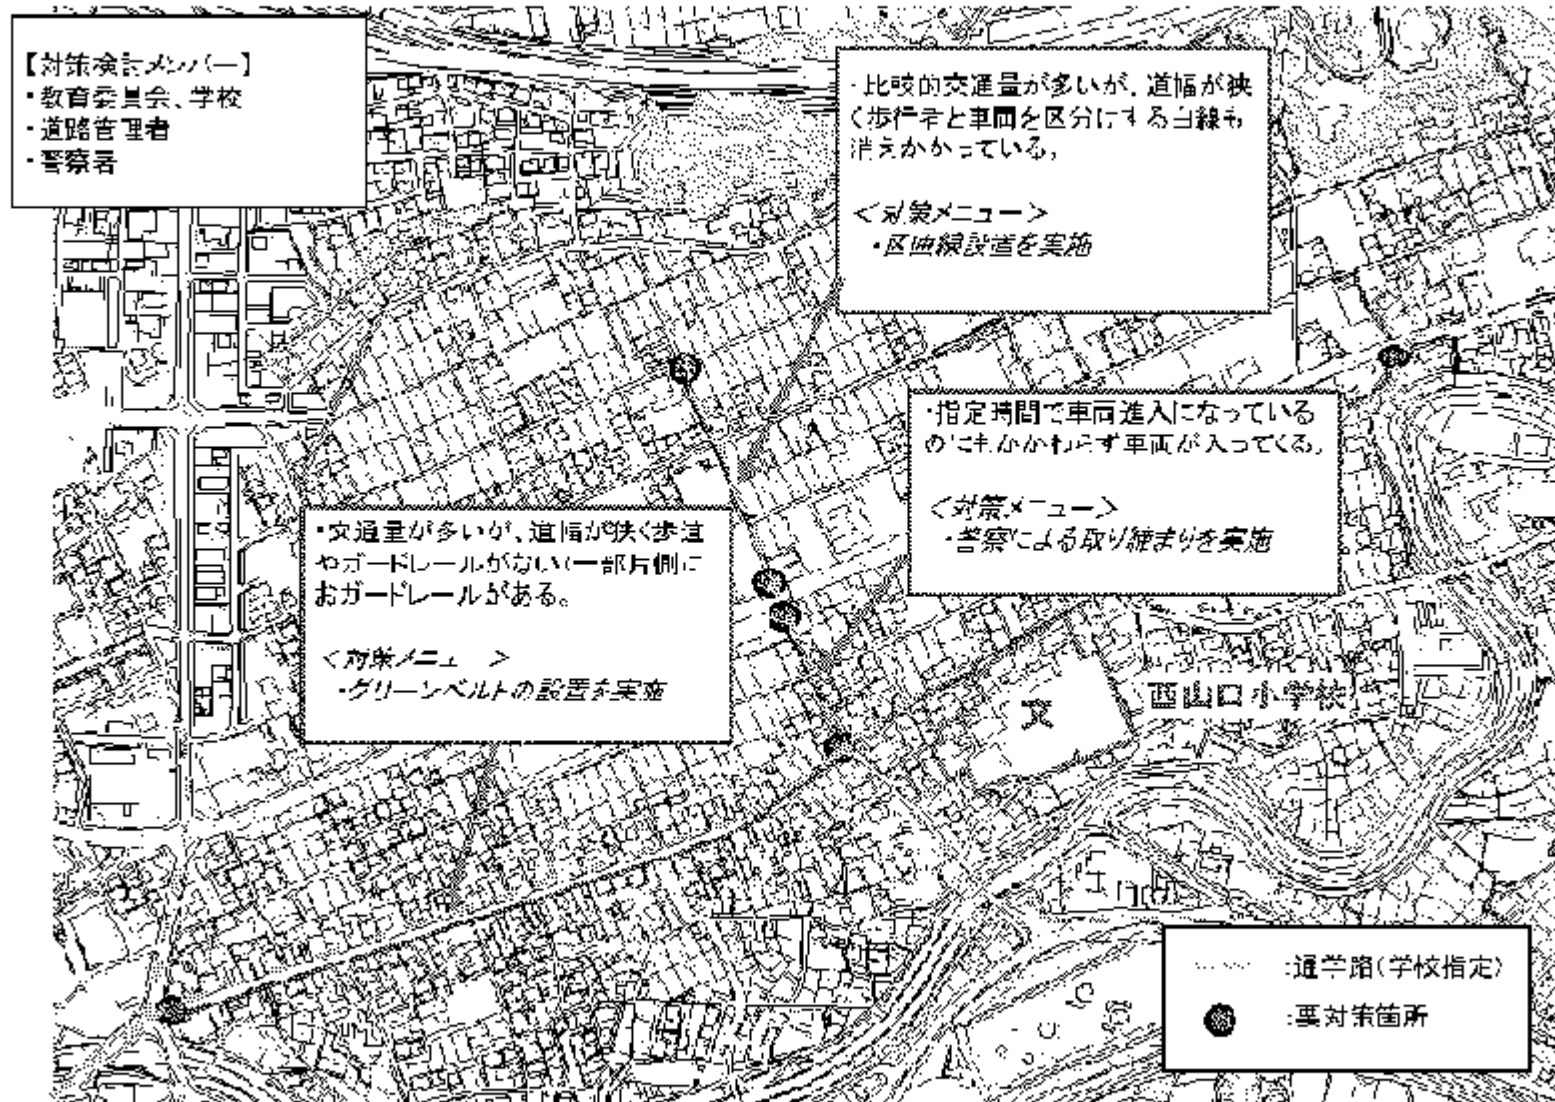 【対策検討メンバー】
・教育委員会、学校
・道路管理者
・警察署
・比較的交通量が多いが、道幅が狭
く歩行者と車両を区分けする白線も
消えかかっている。
＜対策メニュー＞
・区画線設置を実施
・指定時間で車両進入になっている
のにもかかわらず車両が入ってくる。
＜対策メニュー＞
・警察による取り締まりを実施
・交通量が多いが、道幅が狭く歩道
やガードレールがない(一部片側に
おガードレールがある。
＜対策メニュー＞
・グリーンベルトの設置を実施
西山口小学校
文
:通学路(学校指定)
:要対策箇所